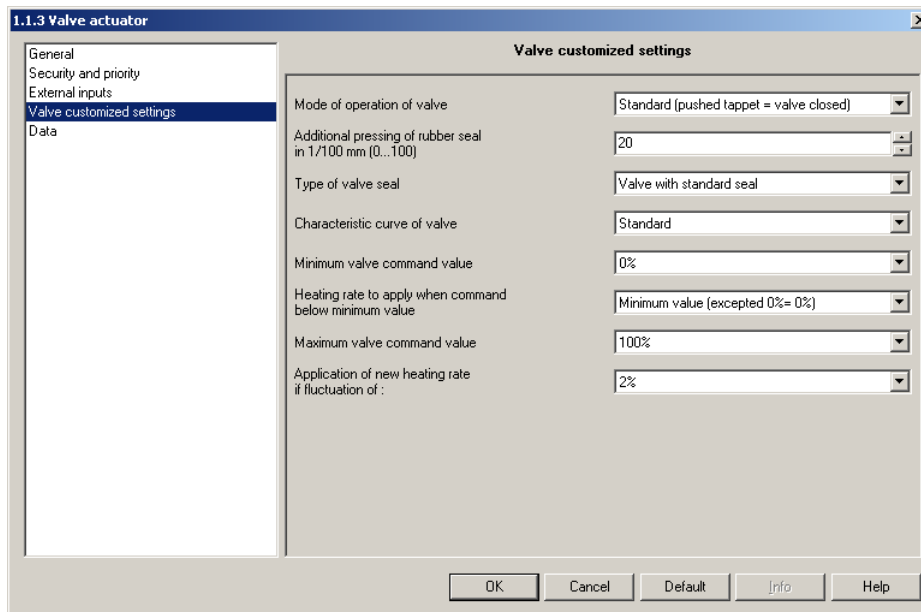 1.1.3 Valve actuator
General
Security and priority
External inputs
Valve customized settings
Data
Valve customized settings
Mode of operation of valve
Standard (pushed tappet = valve closed)
Additional pressing of rubber seal
in 1/100 mm (0...100)
20
Type of valve seal
Valve with standard seal
Characteristic curve of valve
Standard
Minimum valve command value
0%
Heating rate to apply when command
below minimum value
Minimum value (excepted 0%= 0%)
Maximum valve command value
100%
Application of new heating rate
if fluctuation of :
2%
OK
Cancel
Default
Info
Help